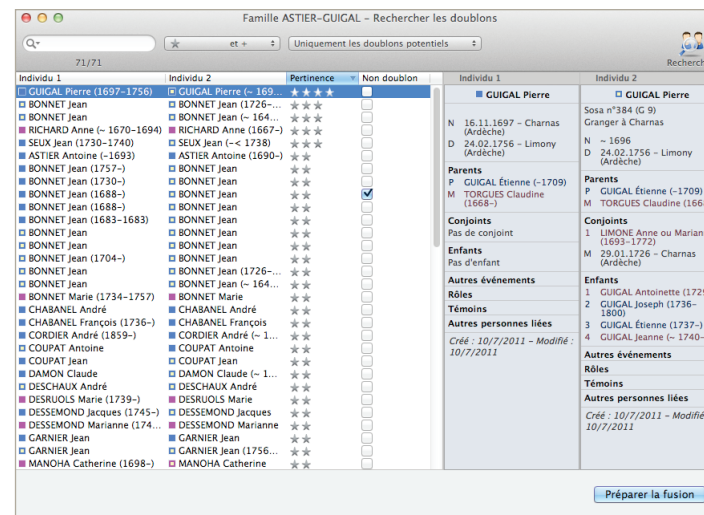 Famille ASTIER-GUIGAL – Rechercher les doublons
et + Uniquement les doublons potentiels
71/71 Recherch
Individu 1 Individu 2 Pertinence Non doublon
GUIGAL Pierre (1697–1756) GUIGAL Pierre (~ 169...
BONNET Jean BONNET Jean (1726–...
BONNET Jean BONNET Jean (~ 164...
RICHARD Anne (~ 1670–1694) RICHARD Anne (1667–)
SEUX Jean (1730–1740) SEUX Jean (–< 1738)
ASTIER Antoine (–1693) ASTIER Antoine (1690–)
BONNET Jean (1757–) BONNET Jean
BONNET Jean (1730–) BONNET Jean
BONNET Jean (1688–) BONNET Jean
BONNET Jean (1688–) BONNET Jean
BONNET Jean (1683–1683) BONNET Jean
BONNET Jean BONNET Jean
BONNET Jean BONNET Jean
BONNET Jean (1704–) BONNET Jean
BONNET Jean BONNET Jean (1726–...
BONNET Jean BONNET Jean (~ 164...
BONNET Marie (1734–1757) BONNET Marie
CHABANEL André CHABANEL André
CHABANEL François (1736–) CHABANEL François
CORDIER André (1859–) CORDIER André (~ 1...
COUPAT Antoine COUPAT Antoine
COUPAT Jean COUPAT Jean
DAMON Claude DAMON Claude (~ 1...
DESCHAUX André DESCHAUX André
DESRUOLS Marie (1739–) DESRUOLS Marie
DESSEMOND Jacques (1745–) DESSEMOND Jacques
DESSEMOND Marianne (174... DESSEMOND Marianne
GARNIER Jean GARNIER Jean
GARNIER Jean GARNIER Jean (1756...
MANOHA Catherine (1698–) MANOHA Catherine
Individu 1
GUIGAL Pierre
N 16.11.1697 – Charnas
(Ardèche)
D 24.02.1756 – Limony
(Ardèche)
Parents
P GUIGAL Étienne (–1709)
M TORGUES Claudine
(1668–)
Conjoints
Pas de conjoint
Enfants
Pas d'enfant
Autres événements
Rôles
Témoins
Autres personnes liées
Créé : 10/7/2011 – Modifié :
10/7/2011
Individu 2
GUIGAL Pierre
Sosa n°384 (G 9)
Granger à Charnas
N ~ 1696
D 24.02.1756 – Limony
(Ardèche)
Parents
P GUIGAL Étienne (–1709)
M TORGUES Claudine (166
Conjoints
1 LIMONE Anne ou Marian
(1693–1772)
M 29.01.1726 – Charnas
(Ardèche)
Enfants
1 GUIGAL Antoinette (172
2 GUIGAL Joseph (1736–
1800)
3 GUIGAL Étienne (1737–)
4 GUIGAL Jeanne (~ 1740–
Autres événements
Rôles
Témoins
Autres personnes liées
Créé : 10/7/2011 – Modifié
10/7/2011
Préparer la fusion